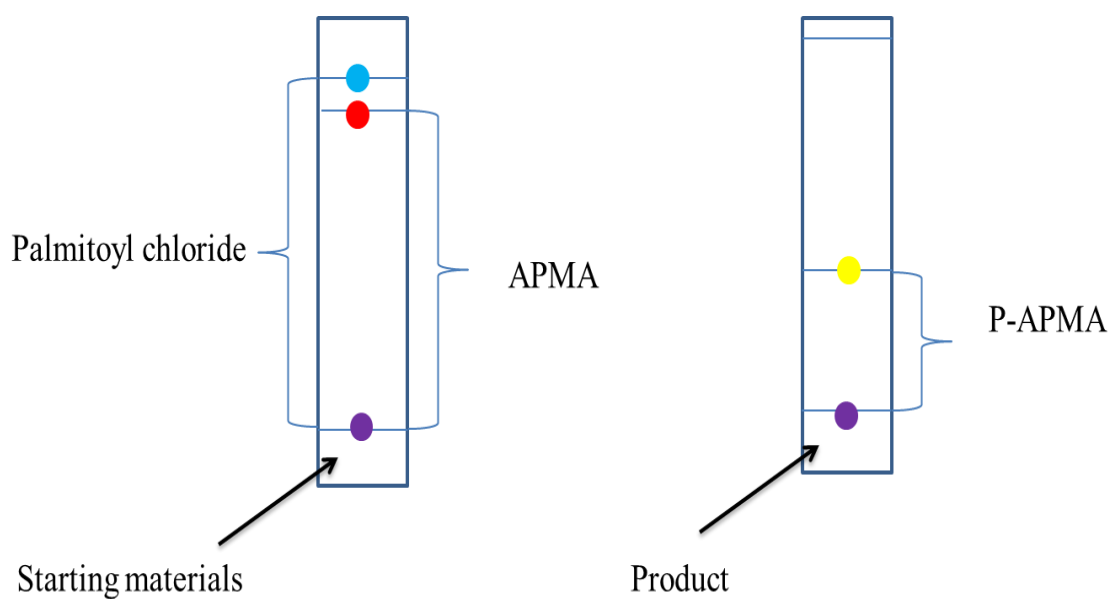 Palmitoyl chloride
APMA
P-APMA
Starting materials
Product